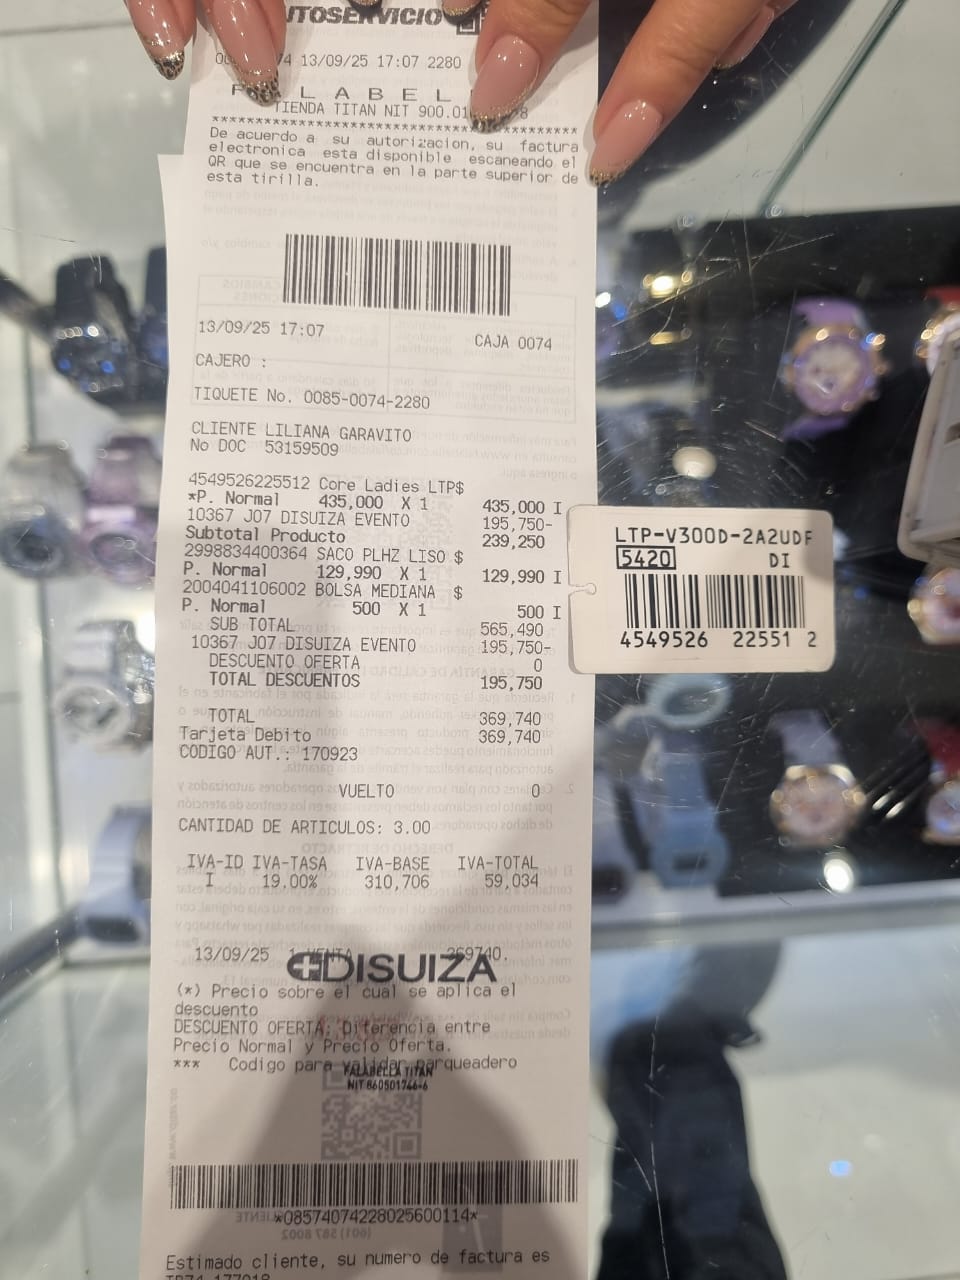 AUTOSERVICIO
13/09/25 17:07 2280
TIENDA TITAN NIT
De acuerdo a su autorizacion, su factura
electronica esta disponible escaneando el
QR que se encuentra en la parte superior de
esta tirilla.
13/09/25 17:07
CAJA 0074
CAJERO :
TIQUETE No. 0085-0074-2280
CLIENTE LILIANA GARAVITO
No DOC 53159509
4549526225512 Core Ladies LTP$
*P. Normal 435,000 X 1 435,000 I
10367 J07 DISUIZA EVENTO 195,750-
Subtotal Producto 239,250
2998834400364 SACO PLHZ LISO $
P. Normal 129,990 X 1 129,990 I
2004041106002 BOLSA MEDIANA $
P. Normal 500 X 1 500 I
SUB TOTAL 565,490
10367 J07 DISUIZA EVENTO 195,750-
DESCUENTO OFERTA 0
TOTAL DESCUENTOS 195,750
TOTAL 369,740
Tarjeta Debito 369,740
CODIGO AUT.: 170923
VUELTO 0
CANTIDAD DE ARTICULOS: 3.00
IVA-ID IVA-TASA IVA-BASE IVA-TOTAL
I 19.00% 310,706 59,034
13/09/25 1 VENTA 369740.
DISUIZA
(*) Precio sobre el cual se aplica el
descuento
DESCUENTO OFERTA: Diferencia entre
Precio Normal y Precio Oferta.
*** Codigo para validar parqueadero
FALABELLA TITAN
NIT 860501746-6
*08574074228025600114*
Estimado cliente, su numero de factura es
LTP-V300D-2A2UDF
5420 DI
4549526 22551 2